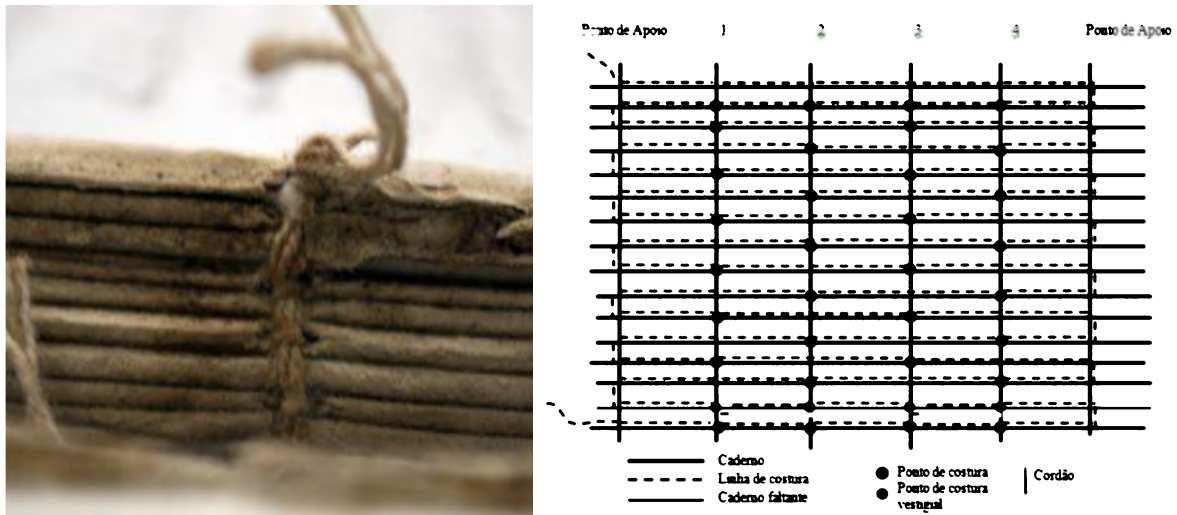 Ponto de Apoio 1 2 3 4 Ponto de Apoio
Caderno
Linha de costura
Caderno faltante
Ponto de costura
Ponto de costura
vestigial
Cordão